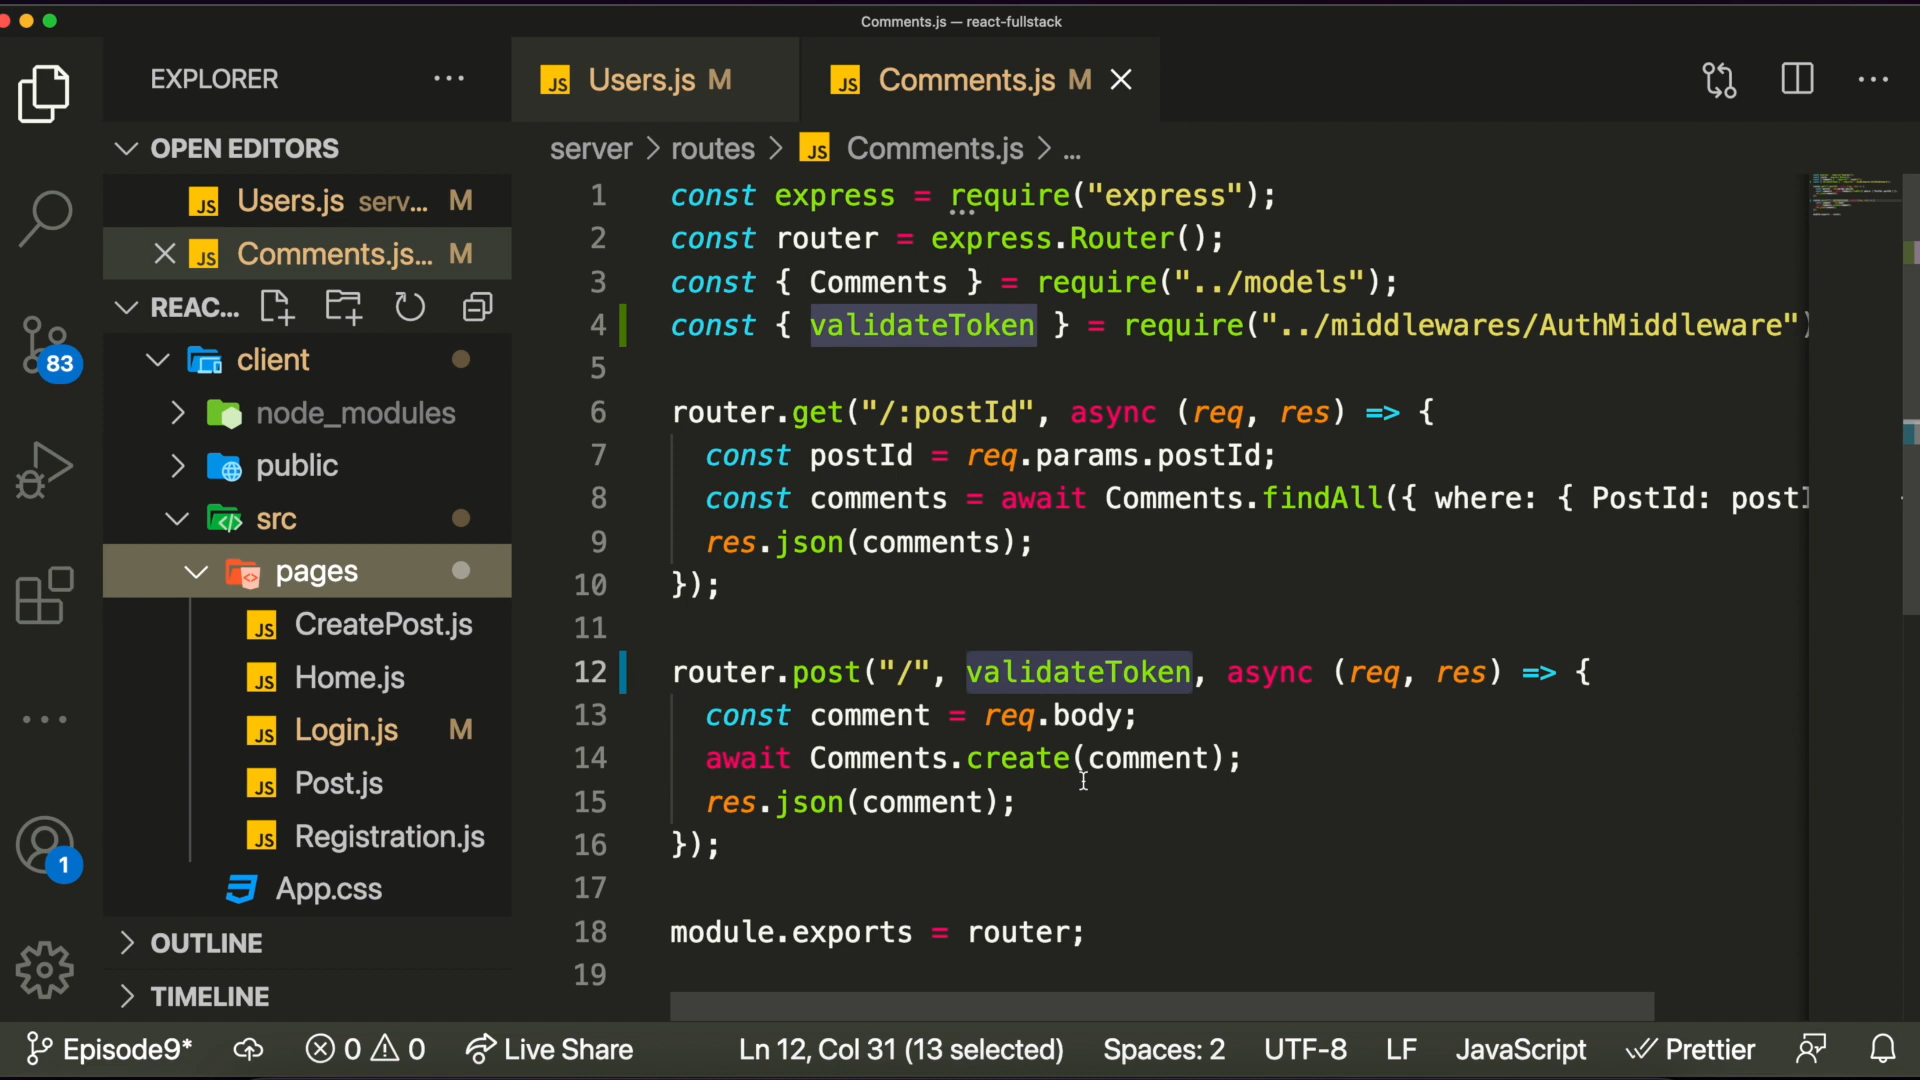 Comments.js — react-fullstack
EXPLORER
Users.js M
Comments.js M
OPEN EDITORS
Users.js serv... M
Comments.js... M
REAC...
client
node_modules
public
src
pages
CreatePost.js
Home.js
Login.js M
Post.js
Registration.js
App.css
OUTLINE
TIMELINE
83
1
server > routes > JS Comments.js > ...
1 const express = require("express");
2 const router = express.Router();
3 const { Comments } = require("../models");
4 const { validateToken } = require("../middlewares/AuthMiddleware")
5
6 router.get("/:postId", async (req, res) => {
7 const postId = req.params.postId;
8 const comments = await Comments.findAll({ where: { PostId: postI
9 res.json(comments);
10 });
11
12 router.post("/", validateToken, async (req, res) => {
13 const comment = req.body;
14 await Comments.create(comment);
15 res.json(comment);
16 });
17
18 module.exports = router;
19
Episode9* 0 0 Live Share Ln 12, Col 31 (13 selected) Spaces: 2 UTF-8 LF JavaScript Prettier